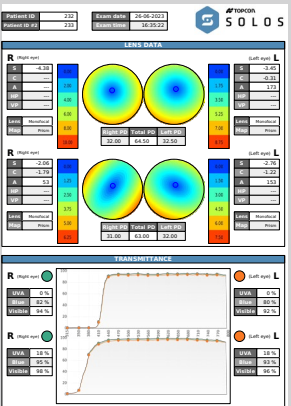 Patient ID 232 Exam date 26-06-2023 TOPCON
Patient ID #2 233 Exam time 16:35:22 SOLOS
LENS DATA
R (Right eye) (Left eye) L
S -4.38 S -3.45
C --- C -0.31
A --- A 173
HP --- HP ---
VP --- VP ---
Lens Monofocal Lens Monofocal
Map Prism Map Prism
Right PD Total PD Left PD
32.00 64.50 32.50
R (Right eye) (Left eye) L
S -2.06 S -2.76
C -1.79 C -1.22
A 53 A 153
HP --- HP ---
VP --- VP ---
Lens Monofocal Lens Monofocal
Map Prism Map Prism
Right PD Total PD Left PD
31.00 63.00 32.00
TRANSMITTANCE
R (Right eye) (Left eye) L
UVA 0 % UVA 0 %
Blue 82 % Blue 80 %
Visible 94 % Visible 92 %
R (Right eye) (Left eye) L
UVA 18 % UVA 18 %
Blue 95 % Blue 93 %
Visible 98 % Visible 96 %